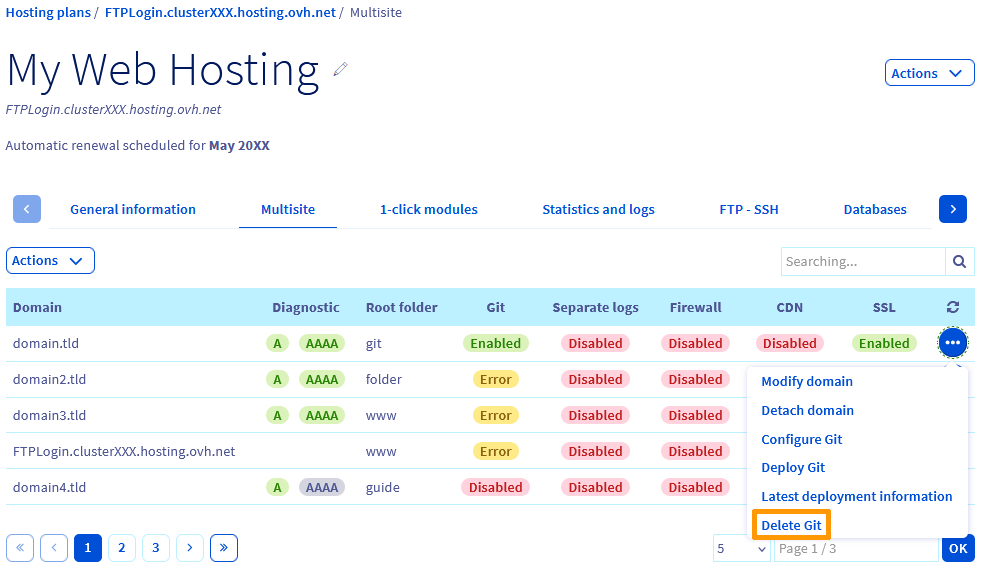 Hosting plans / FTPLogin.clusterXXX.hosting.ovh.net / Multisite
My Web Hosting
Actions
FTPLogin.clusterXXX.hosting.ovh.net
Automatic renewal scheduled for May 20XX
General information Multisite 1-click modules Statistics and logs FTP - SSH Databases
Actions
Searching...
Domain Diagnostic Root folder Git Separate logs Firewall CDN SSL
domain.tld A AAAA git Enabled Disabled Disabled Disabled Enabled
domain2.tld A AAAA folder Error Disabled Disabled
domain3.tld A AAAA www Error Disabled Disabled
FTPLogin.clusterXXX.hosting.ovh.net www Error Disabled Disabled
domain4.tld A AAAA guide Disabled Disabled Disabled
Modify domain
Detach domain
Configure Git
Deploy Git
Latest deployment information
Delete Git
« ‹ 1 2 3 › » 5 Page 1 / 3 OK